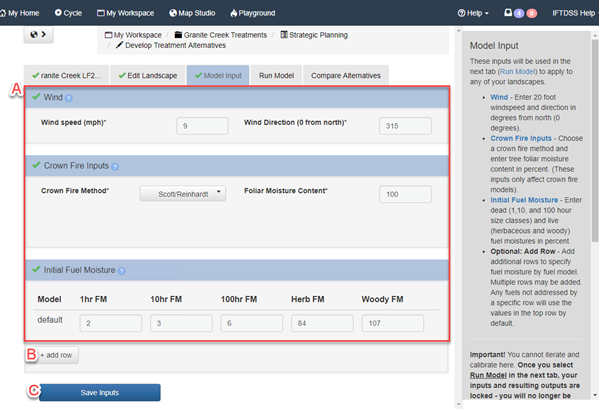 My Home Cycle My Workspace Map Studio Playground Help 4 0 IFTDSS Help
My Workspace Granite Creek Treatments Strategic Planning
Develop Treatment Alternatives
ranite Creek LF2... Edit Landscape Model Input Run Model Compare Alternatives
A
Wind ?
Wind speed (mph)* 9 Wind Direction (0 from north)* 315
Crown Fire Inputs ?
Crown Fire Method* Scott/Reinhardt Foliar Moisture Content* 100
Initial Fuel Moisture ?
Model 1hr FM 10hr FM 100hr FM Herb FM Woody FM
default 2 3 6 84 107
B + add row
C Save Inputs
Model Input
These inputs will be used in the
next tab (Run Model) to apply to
any of your landscapes.
• Wind - Enter 20 foot
windspeed and direction in
degrees from north (0
degrees).
• Crown Fire Inputs - Choose
a crown fire method and
enter tree foliar moisture
content in percent. (These
inputs only affect crown fire
models).
• Initial Fuel Moisture - Enter
dead (1,10, and 100 hour
size classes) and live
(herbaceous and woody)
fuel moistures in percent.
• Optional: Add Row - Add
additional rows to specify
fuel moisture by fuel model.
Multiple rows may be added.
Any fuels not addressed by
a specific row will use the
values in the top row by
default.
Important! You cannot iterate and
calibrate here. Once you select
Run Model in the next tab, your
inputs and resulting outputs are
locked - you will no longer be